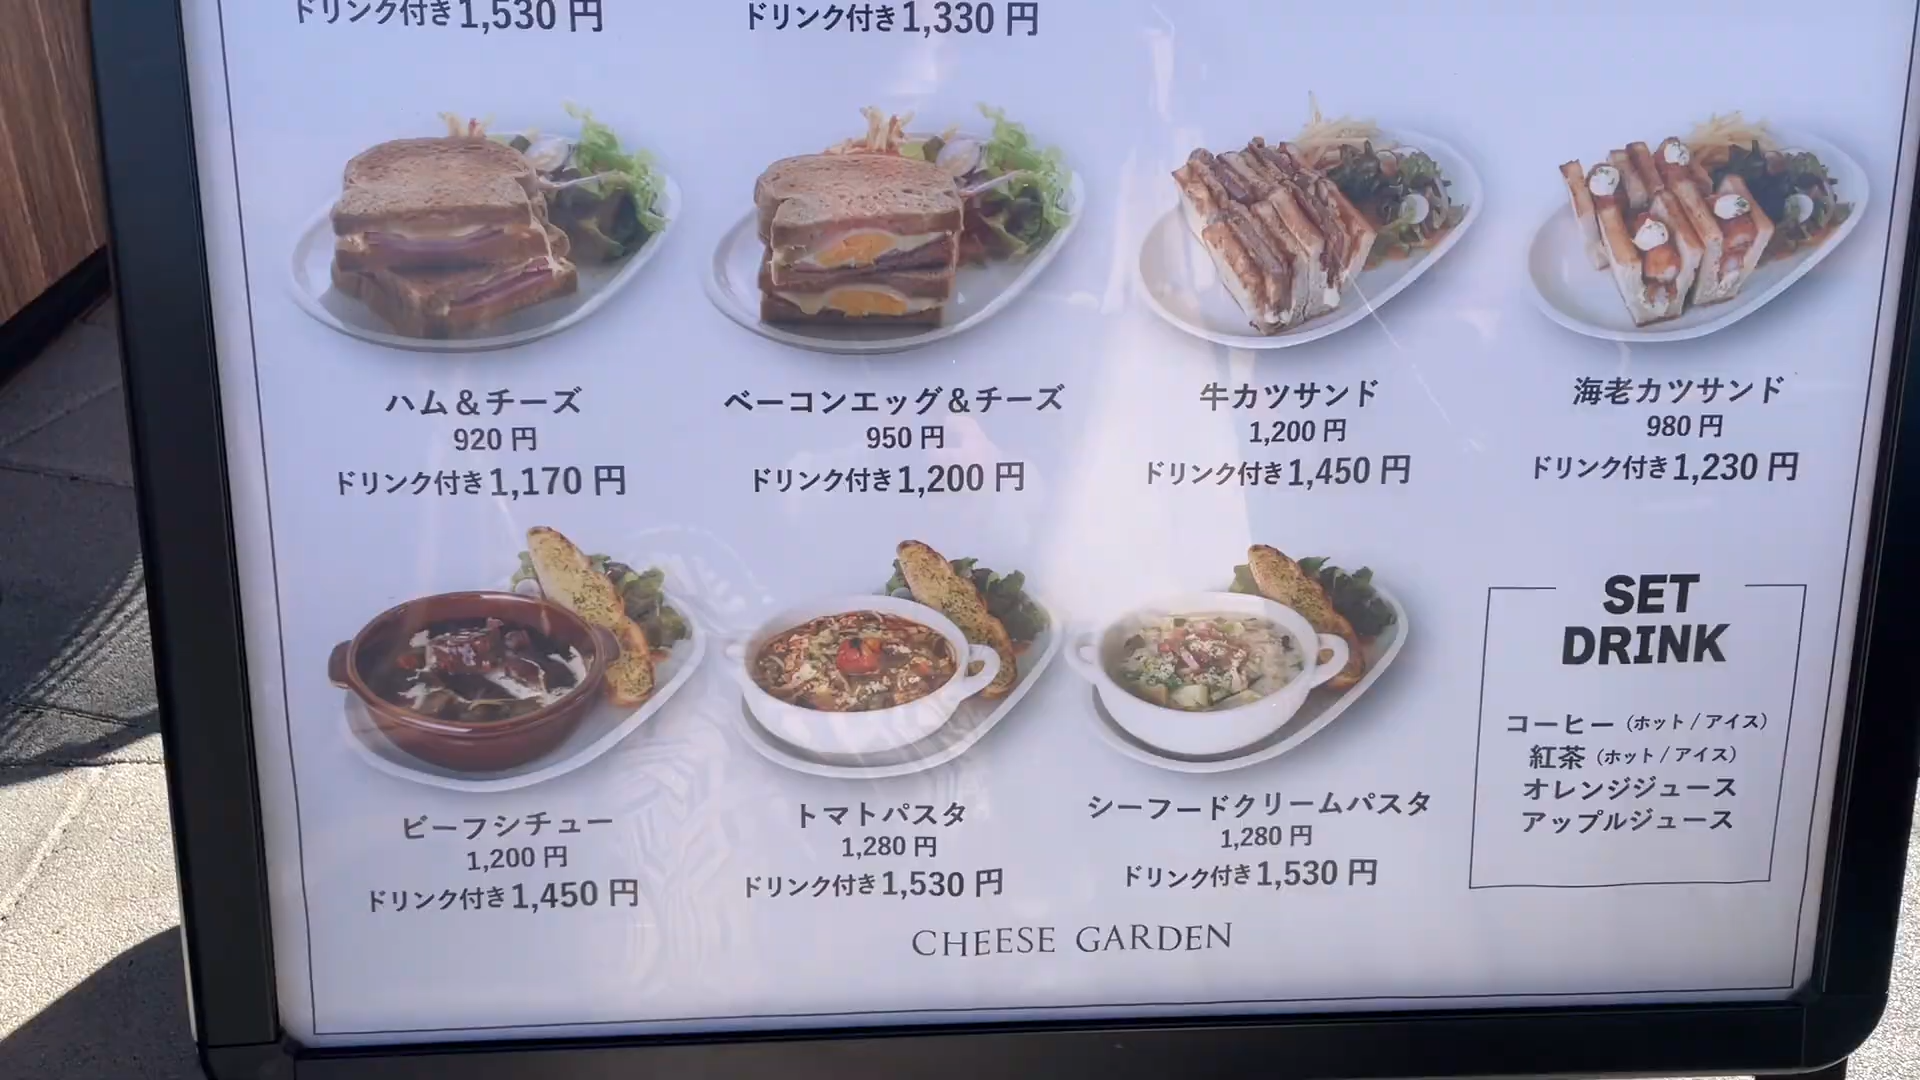 ドリンク付き1,530 円
ドリンク付き1,330 円
ハム＆チーズ
920 円
ドリンク付き1,170 円
ベーコンエッグ＆チーズ
950 円
ドリンク付き1,200 円
牛カツサンド
1,200 円
ドリンク付き1,450 円
海老カツサンド
980 円
ドリンク付き1,230 円
ビーフシチュー
1,200 円
ドリンク付き1,450 円
トマトパスタ
1,280 円
ドリンク付き1,530 円
シーフードクリームパスタ
1,280 円
ドリンク付き1,530 円
SET
DRINK
コーヒー（ホット / アイス）
紅茶（ホット / アイス）
オレンジジュース
アップルジュース
CHEESE GARDEN